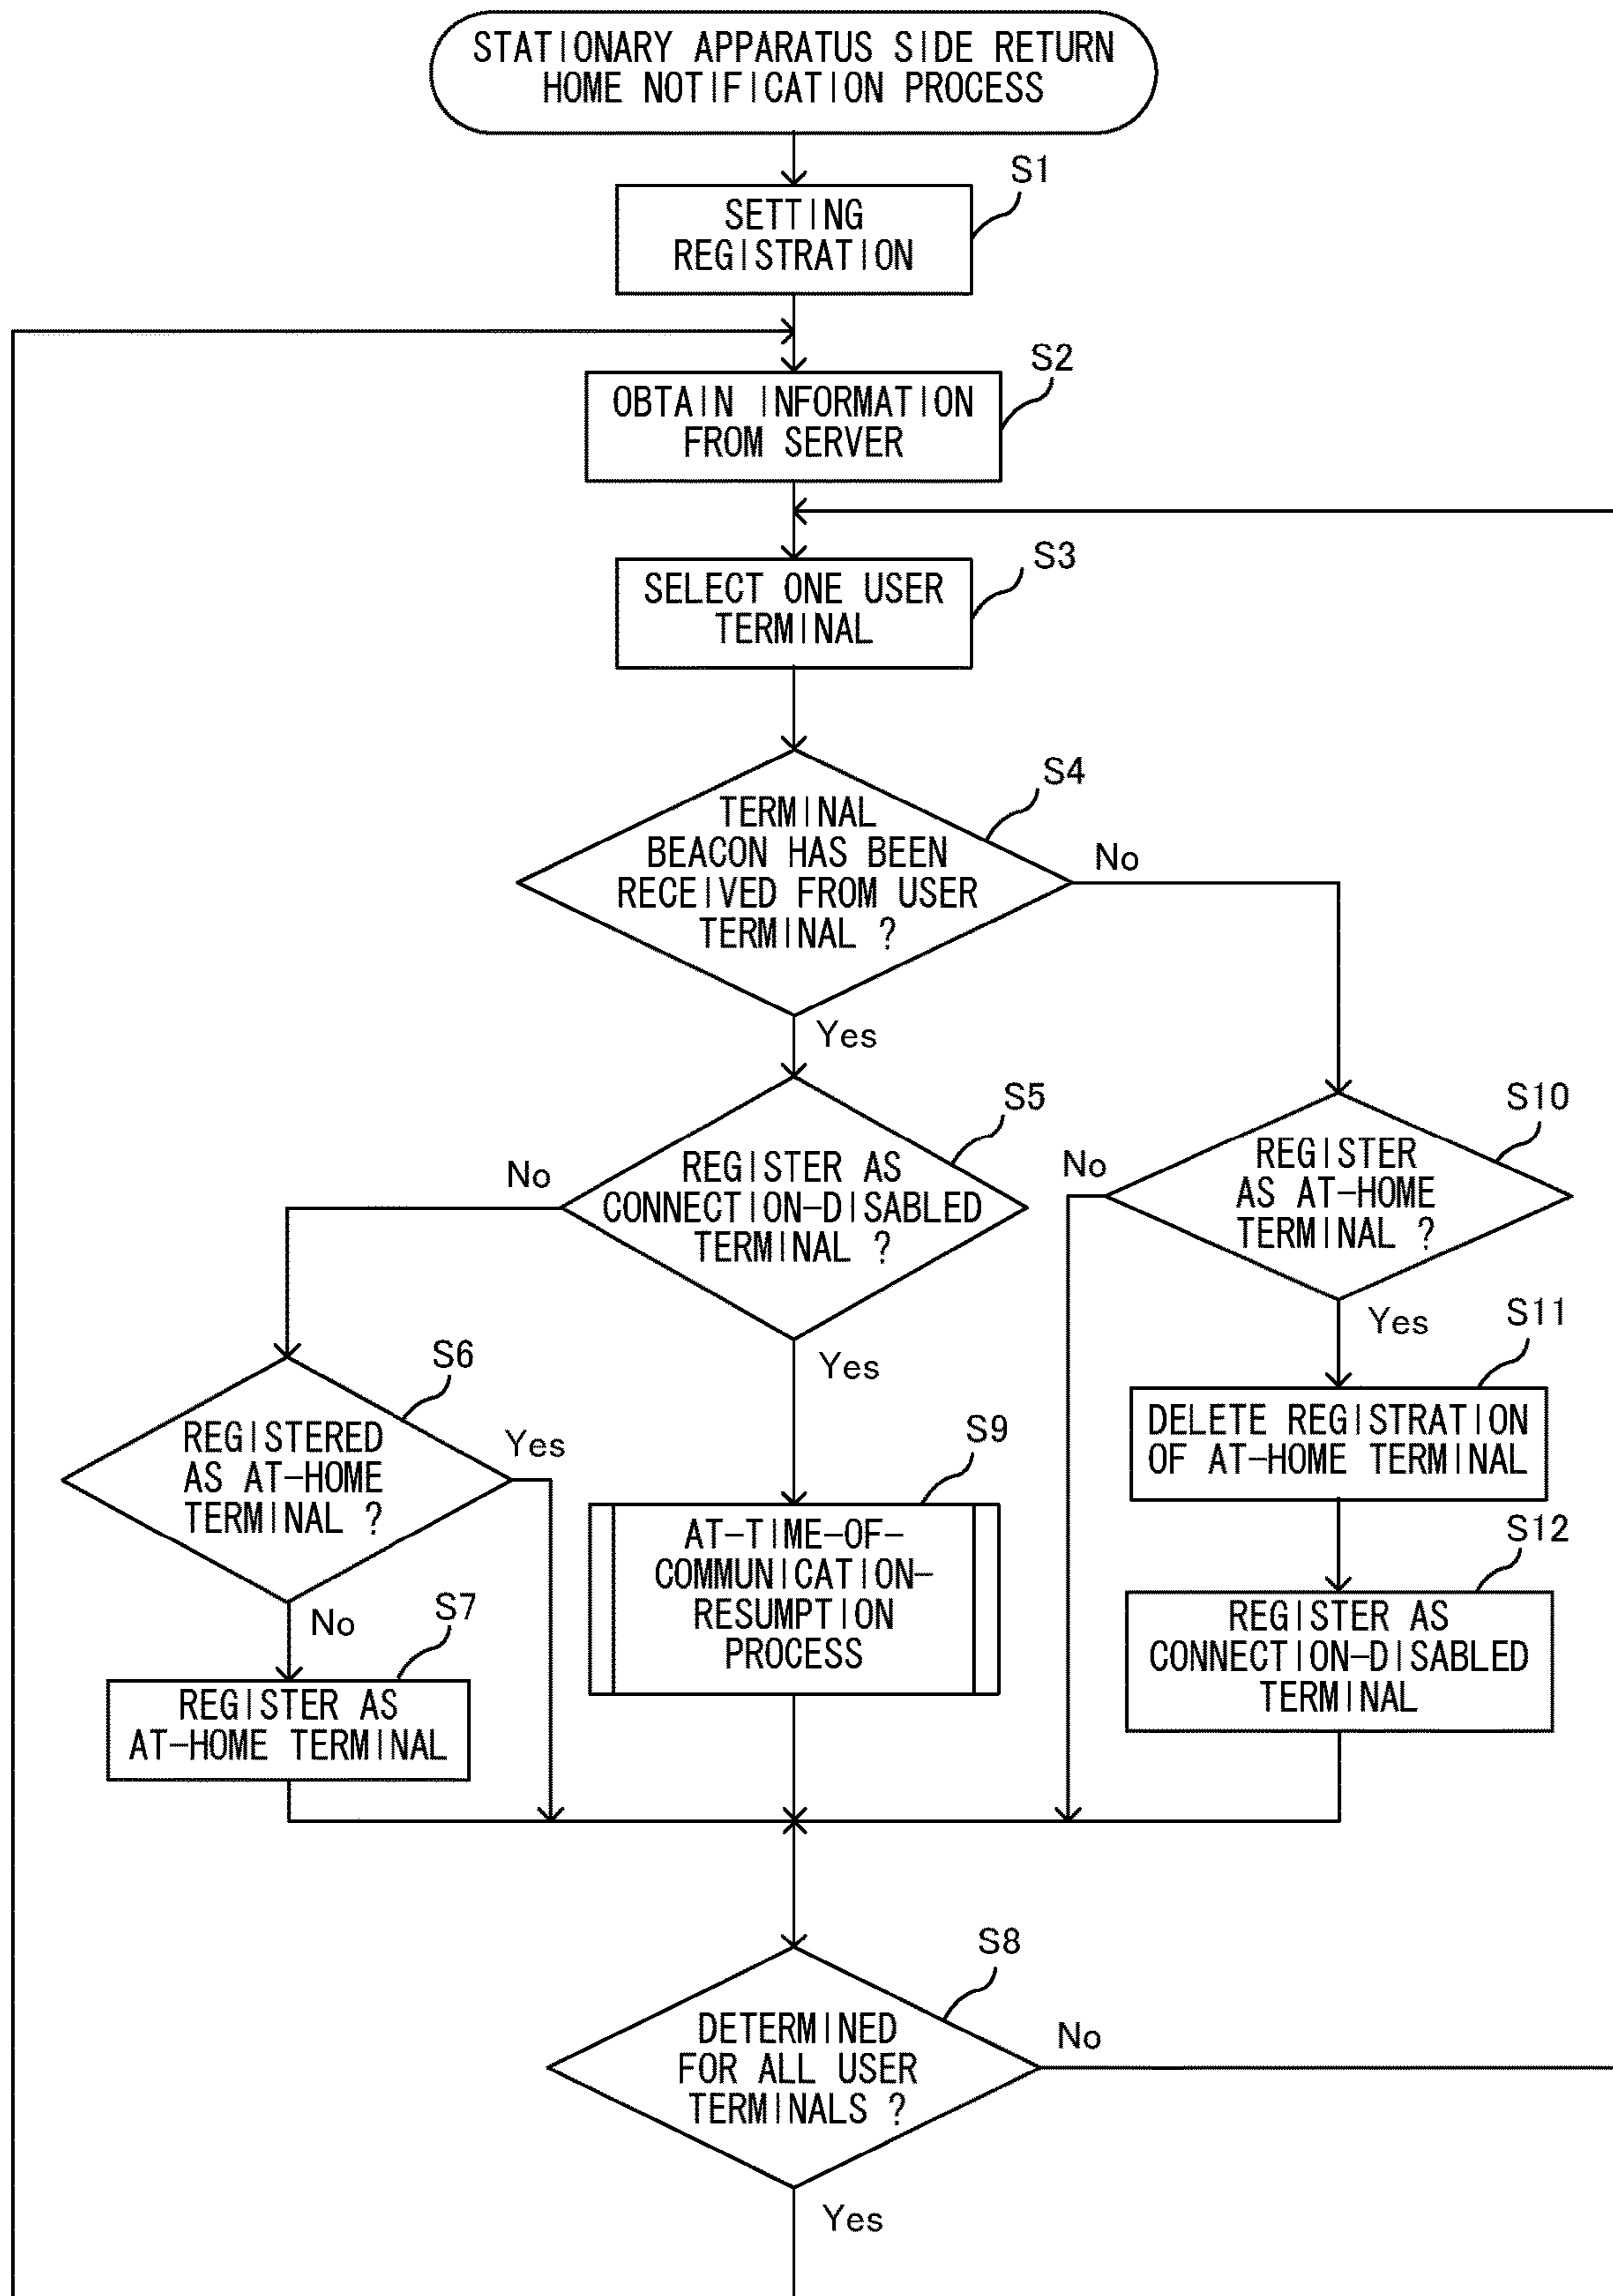 STATIONARY APPARATUS SIDE RETURN
HOME NOTIFICATION PROCESS
S1
SETTING
REGISTRATION
S2
OBTAIN INFORMATION
FROM SERVER
S3
SELECT ONE USER
TERMINAL
S4
TERMINAL
BEACON HAS BEEN
RECEIVED FROM USER
TERMINAL ?
No
Yes
S5
REGISTER AS
CONNECTION-DISABLED
TERMINAL ?
No
Yes
S10
REGISTER
AS AT-HOME
TERMINAL ?
No
Yes
S6
REGISTERED
AS AT-HOME
TERMINAL ?
Yes
No
S9
AT-TIME-OF-
COMMUNICATION-
RESUMPTION
PROCESS
S11
DELETE REGISTRATION
OF AT-HOME TERMINAL
S7
REGISTER AS
AT-HOME TERMINAL
S12
REGISTER AS
CONNECTION-DISABLED
TERMINAL
S8
DETERMINED
FOR ALL USER
TERMINALS ?
No
Yes